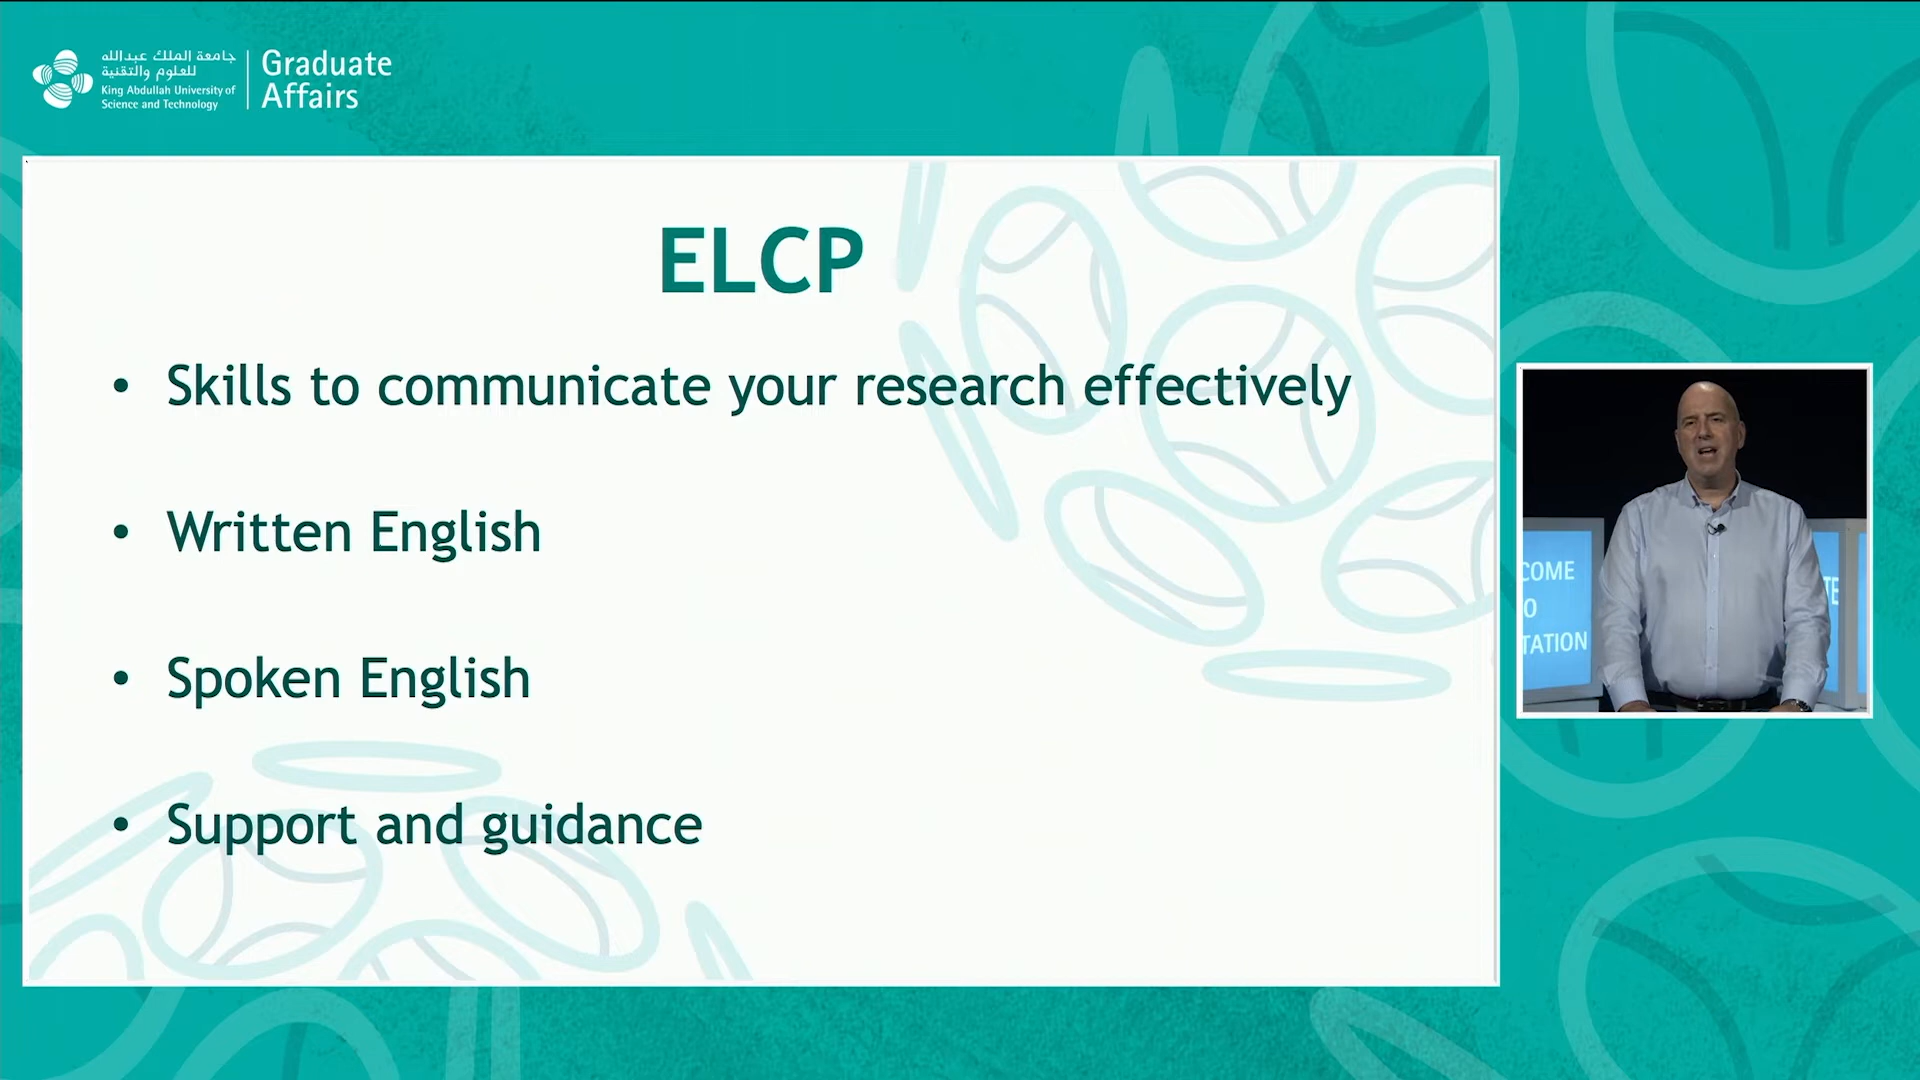 جامعة الملك عبدالله
للعلوم والتقنية
King Abdullah University of
Science and Technology
Graduate
Affairs
ELCP
• Skills to communicate your research effectively
• Written English
• Spoken English
• Support and guidance
COME
O
TATION
TE